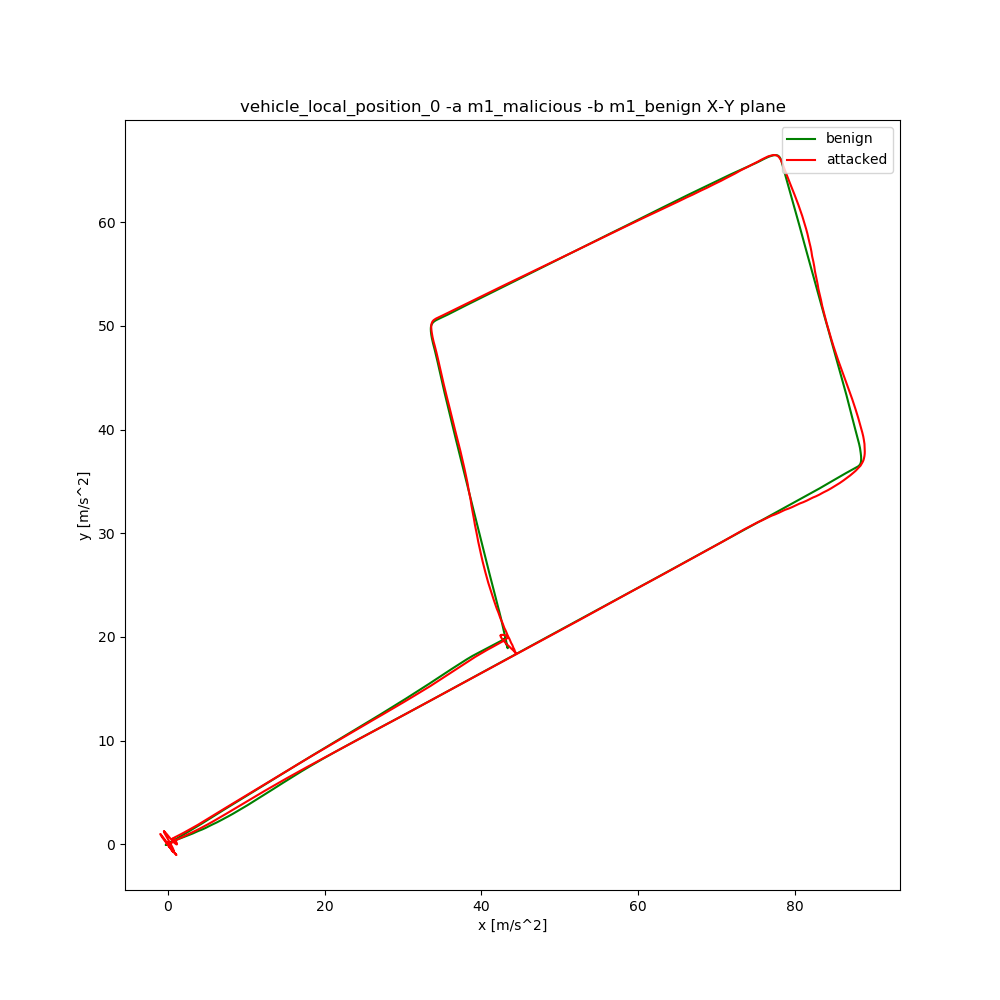 vehicle_local_position_0 -a m1_malicious -b m1_benign X-Y plane
benign
attacked
60
50
40
30
20
10
0
y [m/s^2]
0 20 40 60 80
x [m/s^2]